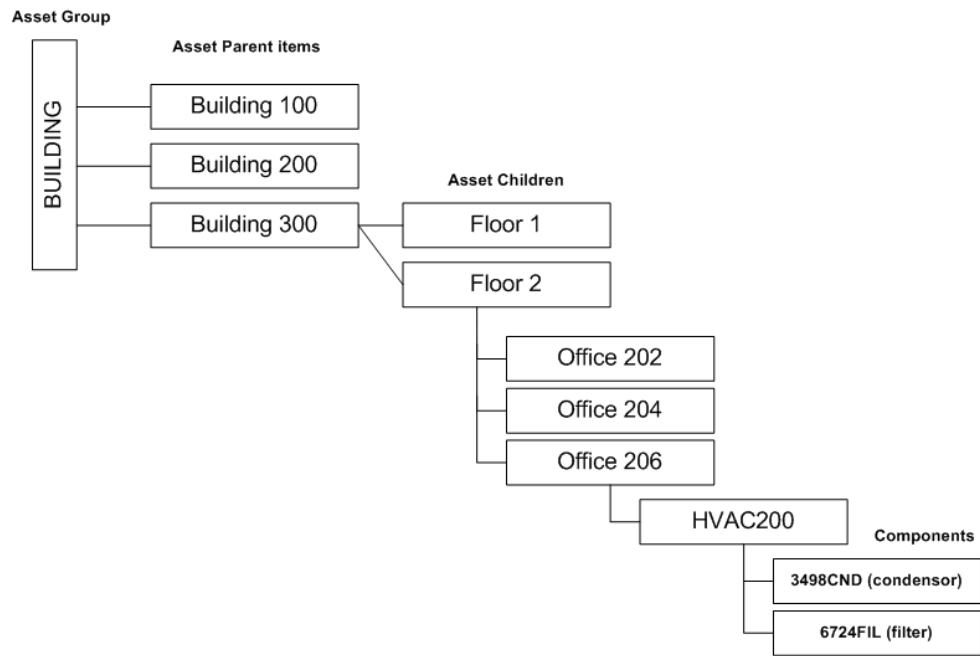 Asset Group
Asset Parent items
BUILDING
Building 100
Building 200
Building 300
Asset Children
Floor 1
Floor 2
Office 202
Office 204
Office 206
HVAC200
Components
3498CND (condensor)
6724FIL (filter)